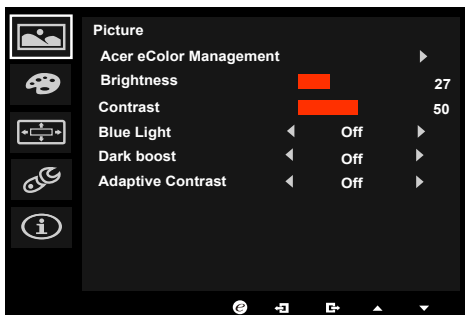 Picture
Acer eColor Management
Brightness 27
Contrast 50
Blue Light Off
Dark boost Off
Adaptive Contrast Off